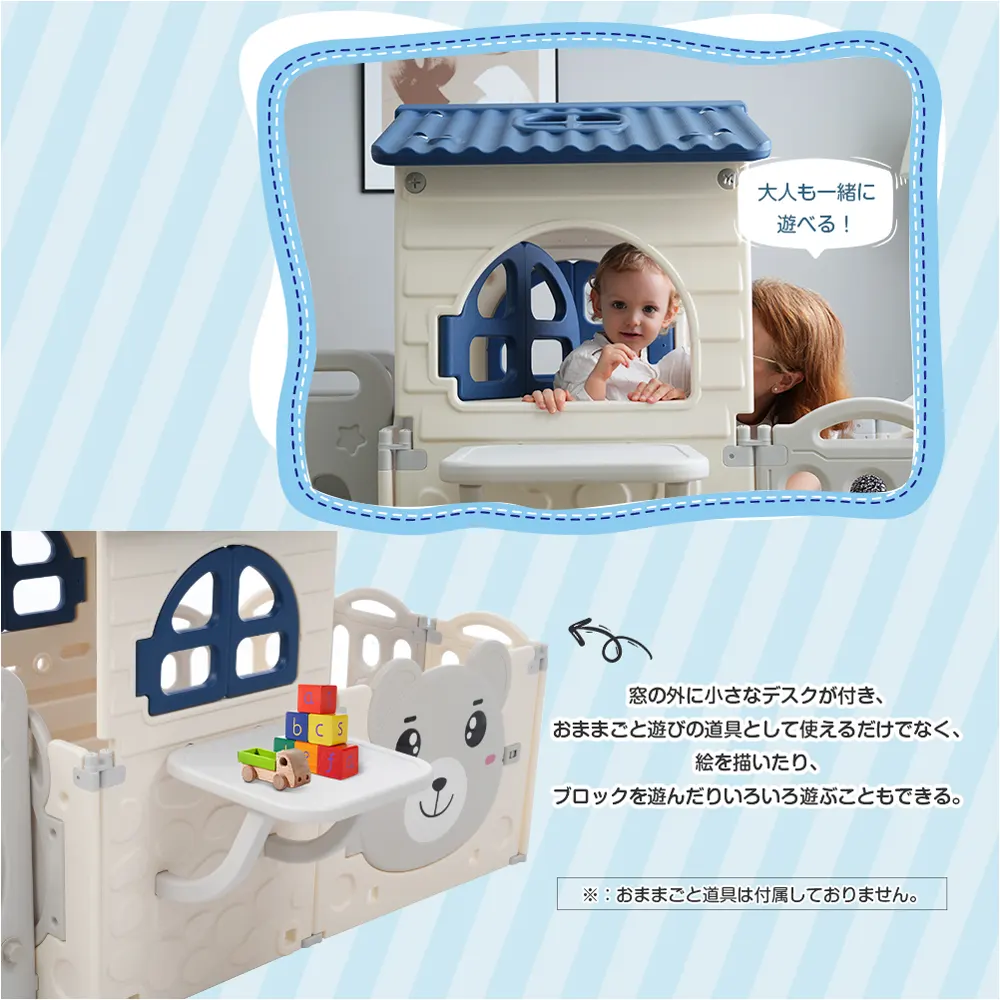 大人も一緒に
遊べる！
窓の外に小さなデスクが付き、
おままごと遊びの道具として使えるだけでなく、
絵を描いたり、
ブロックを遊んだりいろいろ遊ぶこともできる。
※：おままごと道具は付属しておりません。
b c s